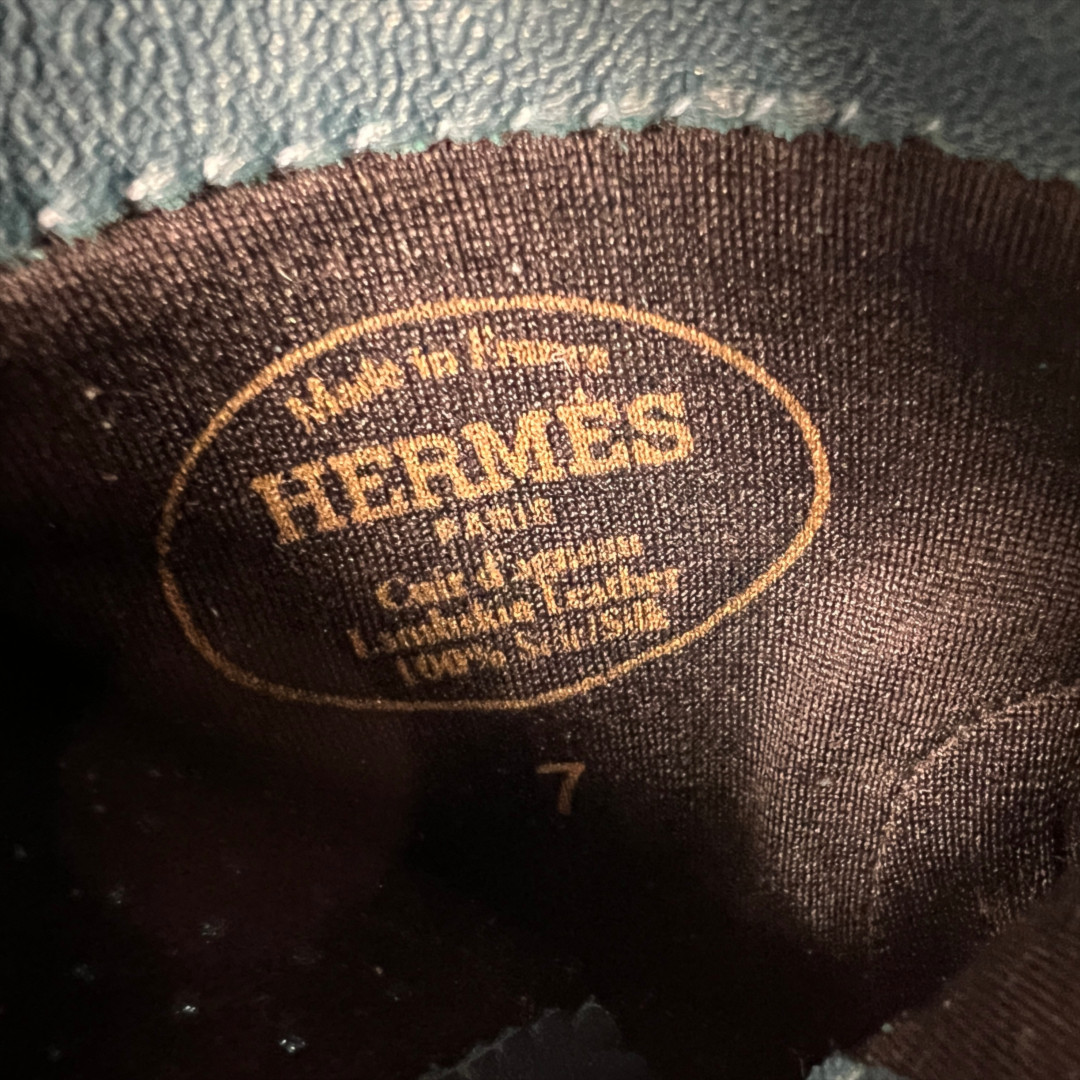 Made in France
HERMÈS
PARIS
Cuir d'agneau
Lambskin Leather
100% Soie/Silk
7